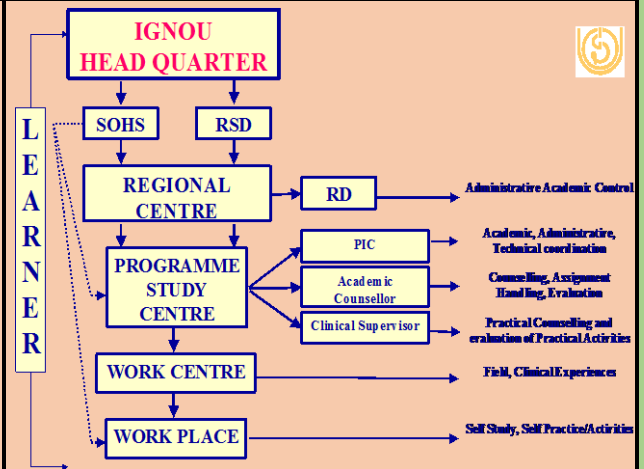 IGNOU
HEAD QUARTER
SOHS
RSD
LEARNER
REGIONAL
CENTRE
RD
Administrative Academic Control
PROGRAMME
STUDY
CENTRE
PIC
Academic, Administrative,
Technical coordination
Academic
Counsellor
Counselling, Assignment
Handling, Evaluation
Clinical Supervisor
Practical Counselling and
evaluation of Practical Activities
WORK CENTRE
Field, Clinical Experiences
WORK PLACE
Self Study, Self Practice/Activities